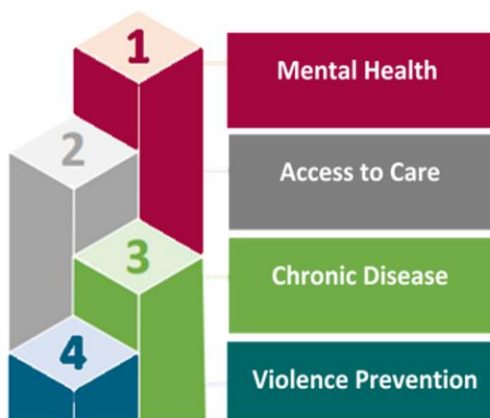 1
Mental Health
2
Access to Care
3
Chronic Disease
4
Violence Prevention